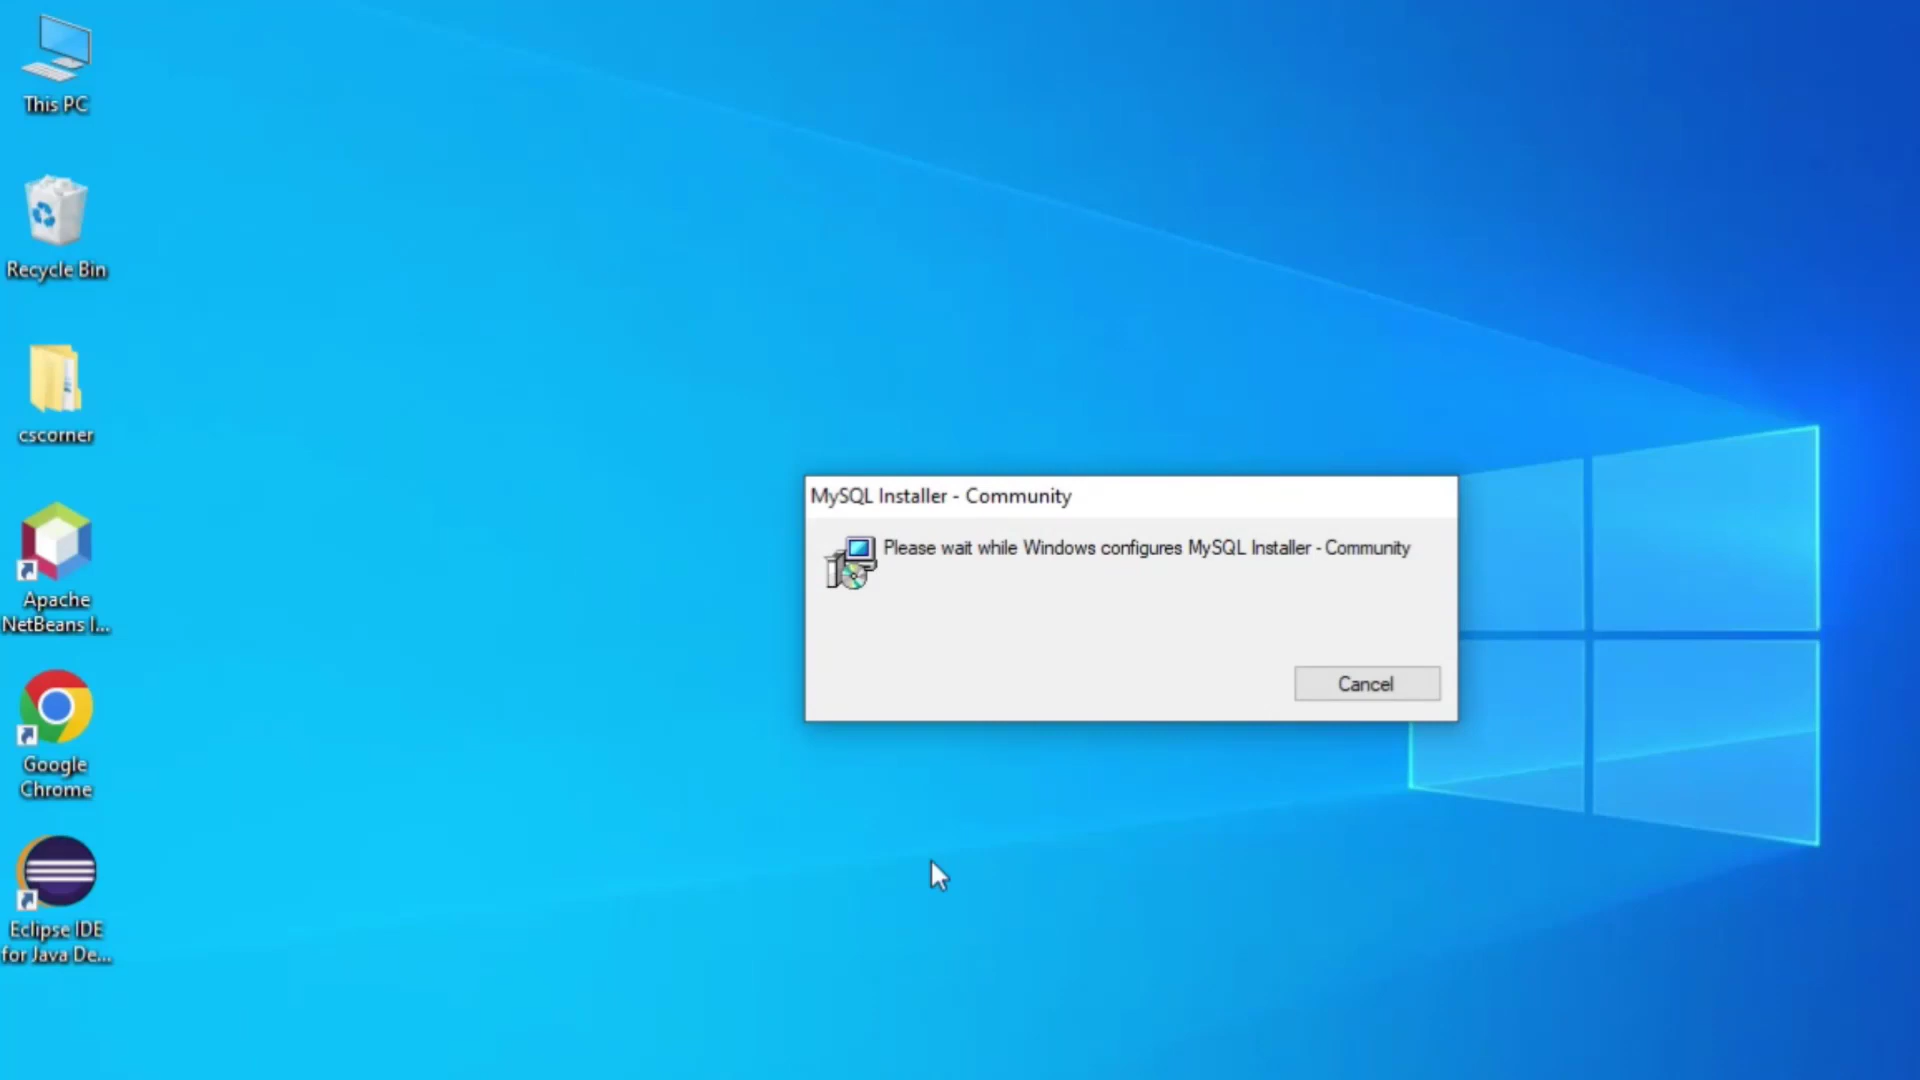 This PC
Recycle Bin
cscorner
Apache
NetBeans I...
Google
Chrome
Eclipse IDE
for Java De...
MySQL Installer - Community
Please wait while Windows configures MySQL Installer - Community
Cancel